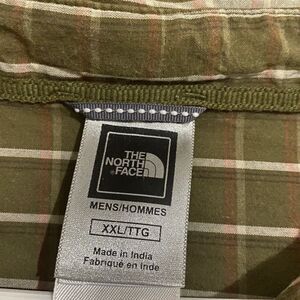 THE
NORTH
FACE
MENS/HOMMES
XXL/TTG
Made in India
Fabriqué en Inde